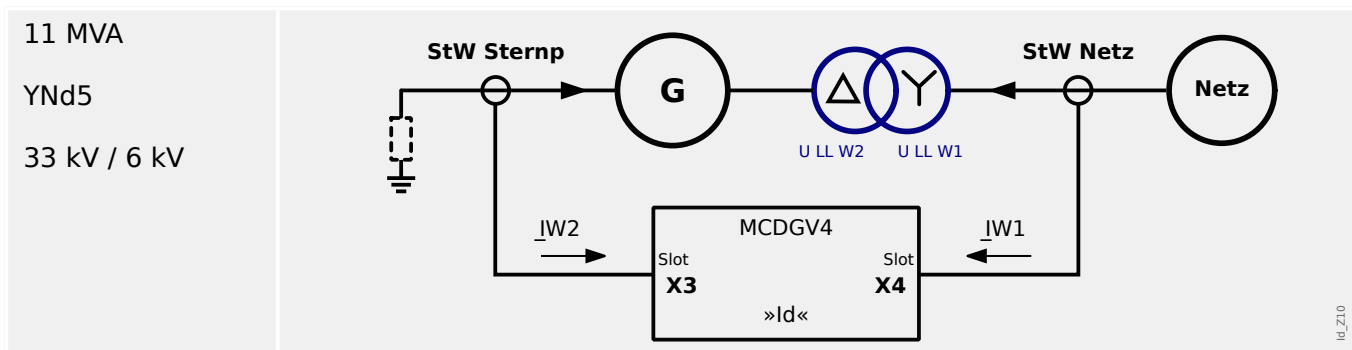 11 MVA
YNd5
33 kV / 6 kV
StW Sternp
StW Netz
G
Netz
U LL W2
U LL W1
_IW2
MCDGV4
_IW1
Slot
Slot
X3
X4
»Id«
Id_Z10